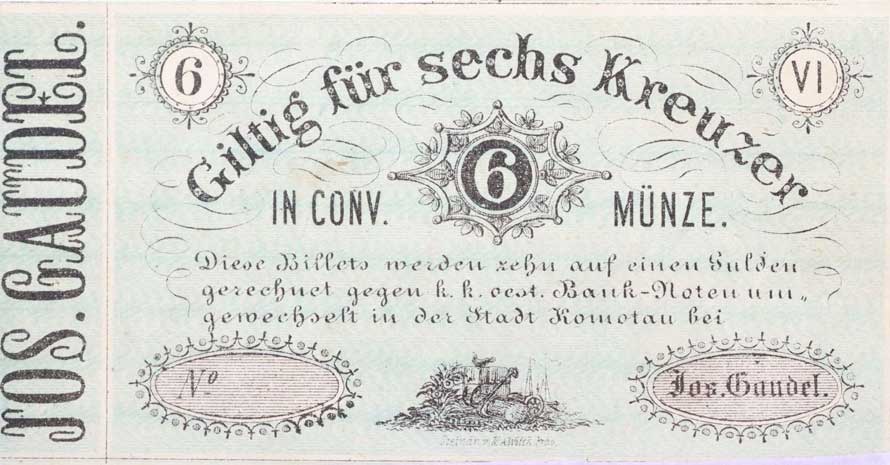 JOS. GAUDEL.
6
VI
Giltig für sechs Kreuzer
6
IN CONV. MÜNZE.
Diese Billets werden zehn auf einen Gulden
gerechnet gegen k. k. oest. Bank-Noten um„
gewechselt in der Stadt Komotau bei
No
Jos. Gaudel.